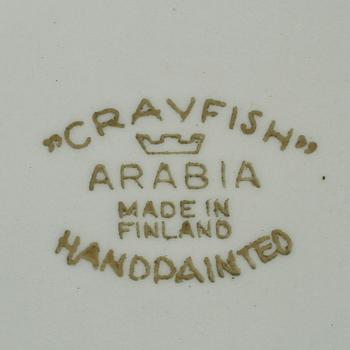 „CRAYFISH”
ARABIA
MADE IN
FINLAND
HANDPAINTED